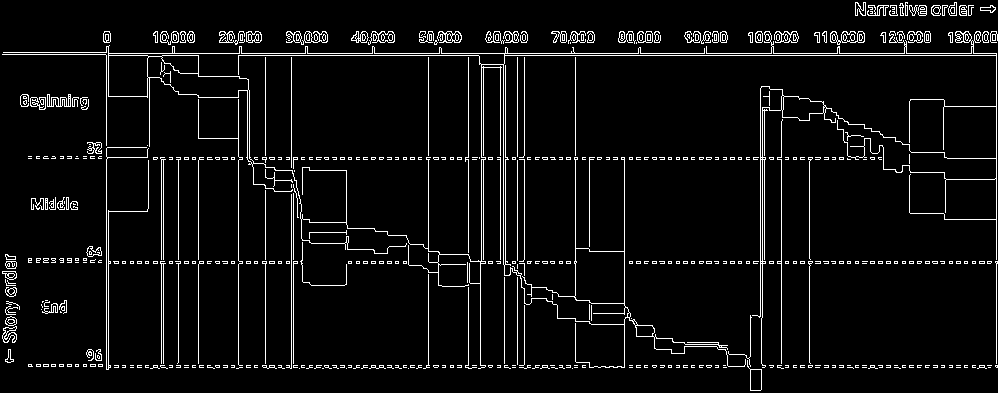 Narrative order →
0 10,000 20,000 30,000 40,000 50,000 60,000 70,000 80,000 90,000 100,000 110,000 120,000 130,000
Beginning
32
Middle
64
End
96
← Story order